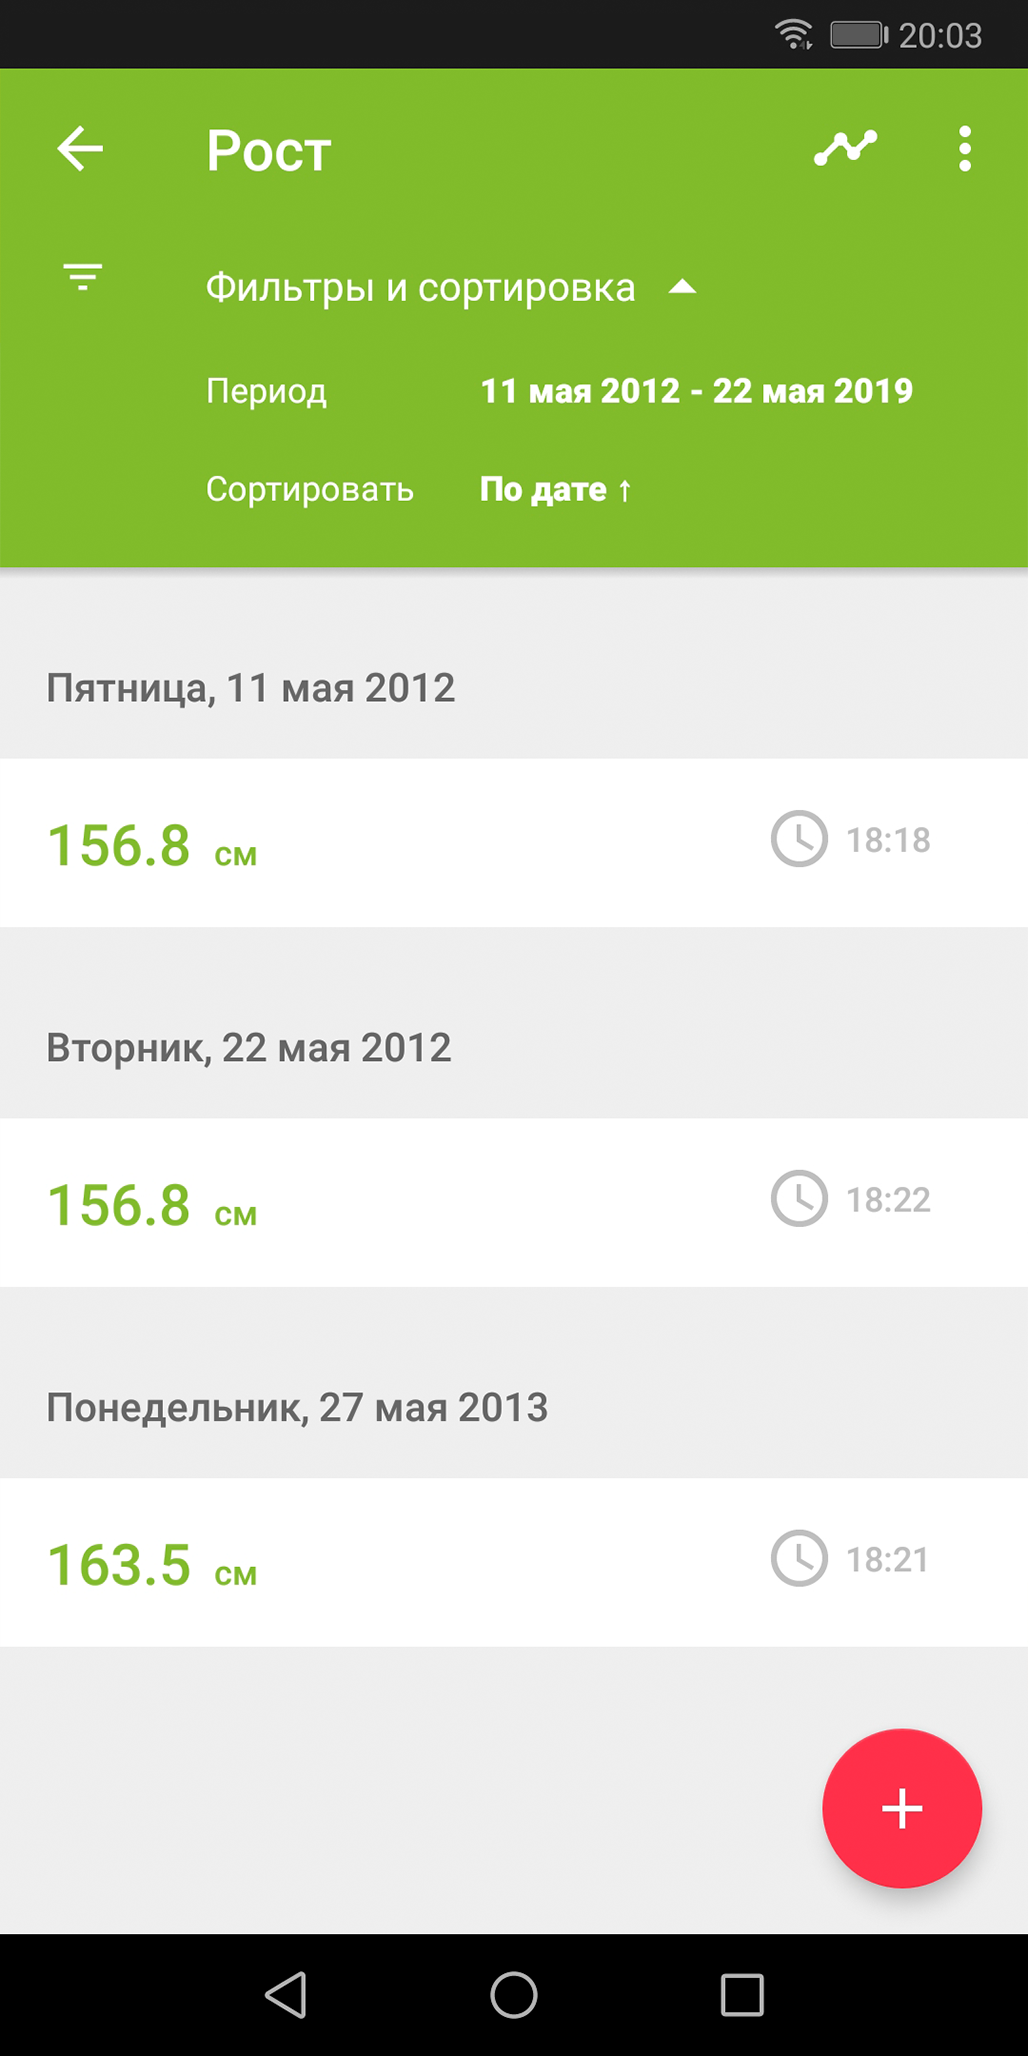 20:03
Рост
Фильтры и сортировка
Период 11 мая 2012 - 22 мая 2019
Сортировать По дате ↑
Пятница, 11 мая 2012
156.8 см 18:18
Вторник, 22 мая 2012
156.8 см 18:22
Понедельник, 27 мая 2013
163.5 см 18:21